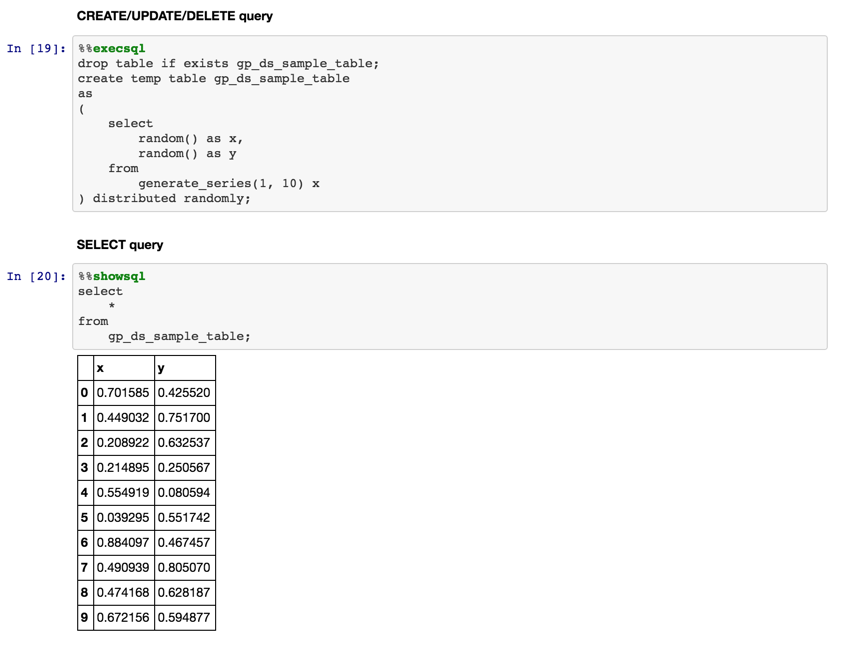 CREATE/UPDATE/DELETE query
In [19]: %%execsql
drop table if exists gp_ds_sample_table;
create temp table gp_ds_sample_table
as
(
    select
        random() as x,
        random() as y
    from
        generate_series(1, 10) x
) distributed randomly;
SELECT query
In [20]: %%showsql
select
    *
from
    gp_ds_sample_table;
x y
0 0.701585 0.425520
1 0.449032 0.751700
2 0.208922 0.632537
3 0.214895 0.250567
4 0.554919 0.080594
5 0.039295 0.551742
6 0.884097 0.467457
7 0.490939 0.805070
8 0.474168 0.628187
9 0.672156 0.594877